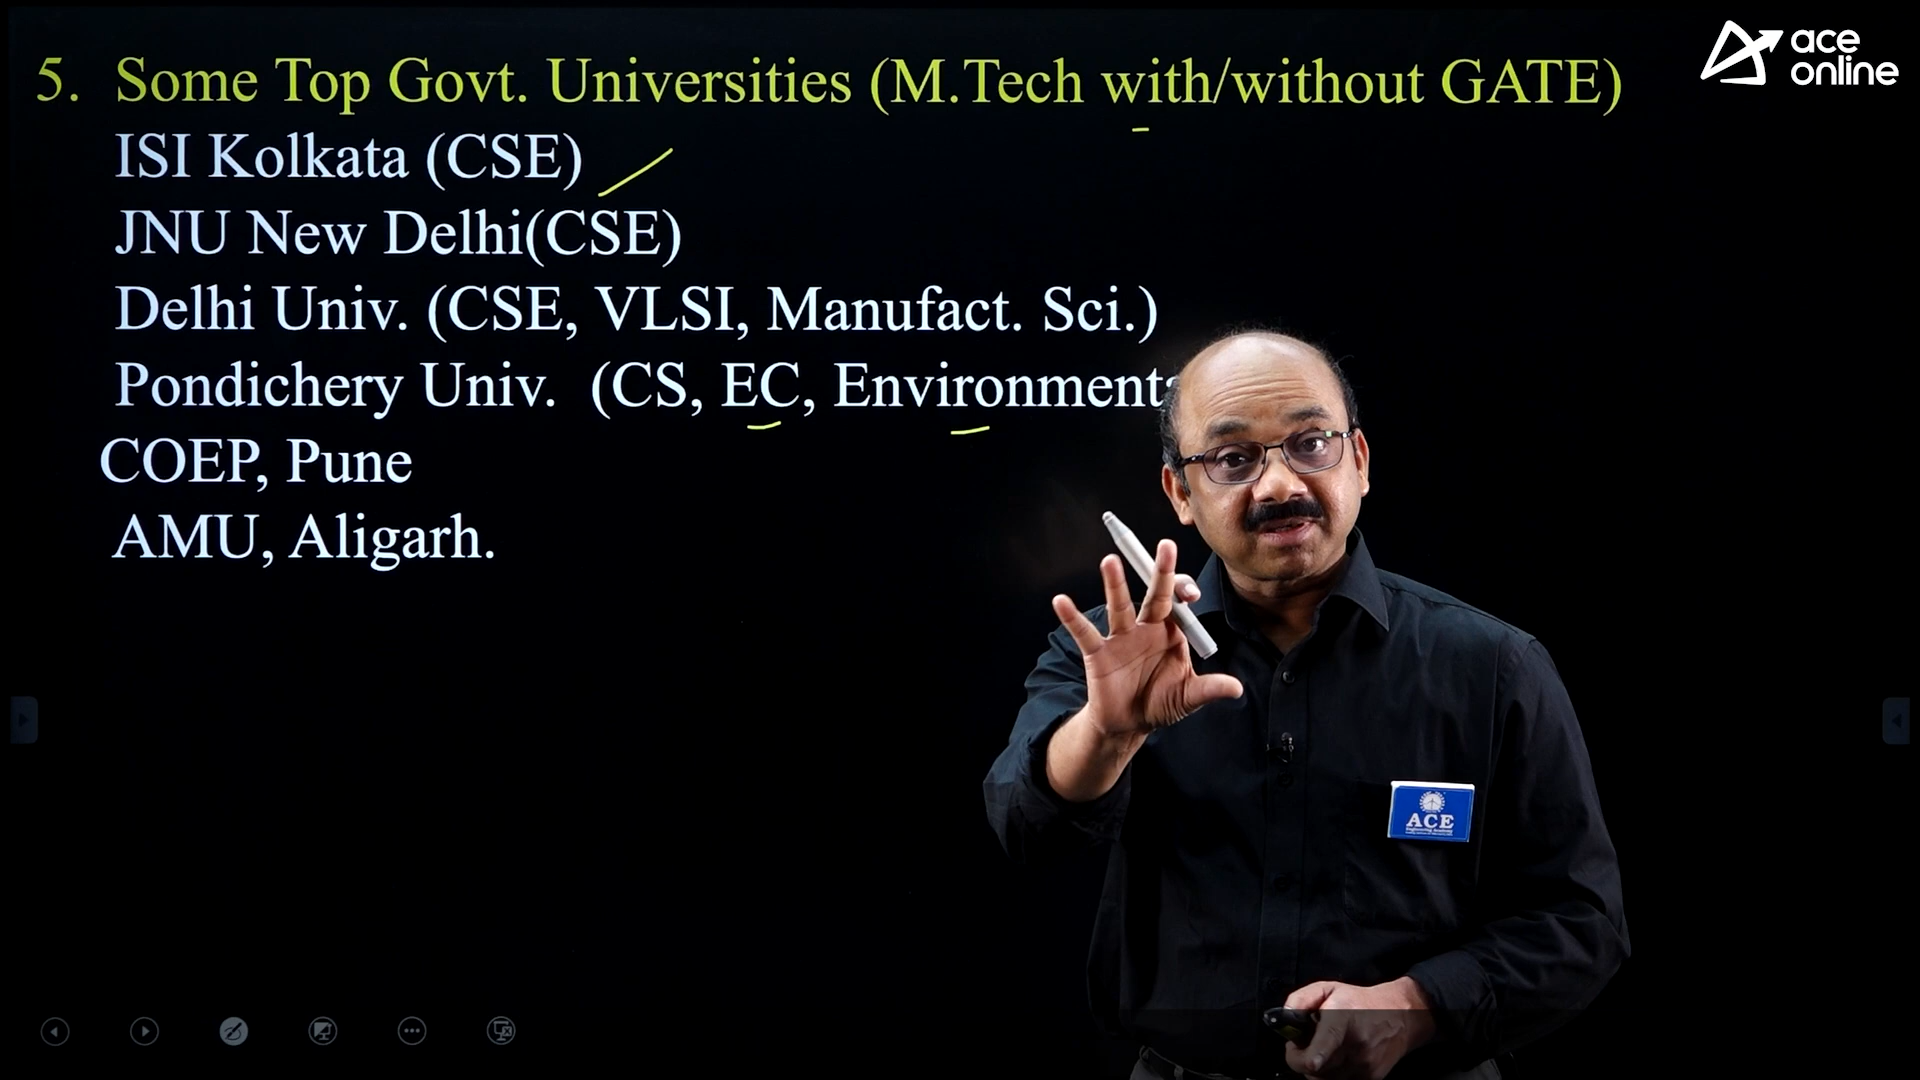 5. Some Top Govt. Universities (M.Tech with/without GATE)
ISI Kolkata (CSE)
JNU New Delhi(CSE)
Delhi Univ. (CSE, VLSI, Manufact. Sci.)
Pondichery Univ. (CS, EC, Environmenta
COEP, Pune
AMU, Aligarh.
ace
online
ACE